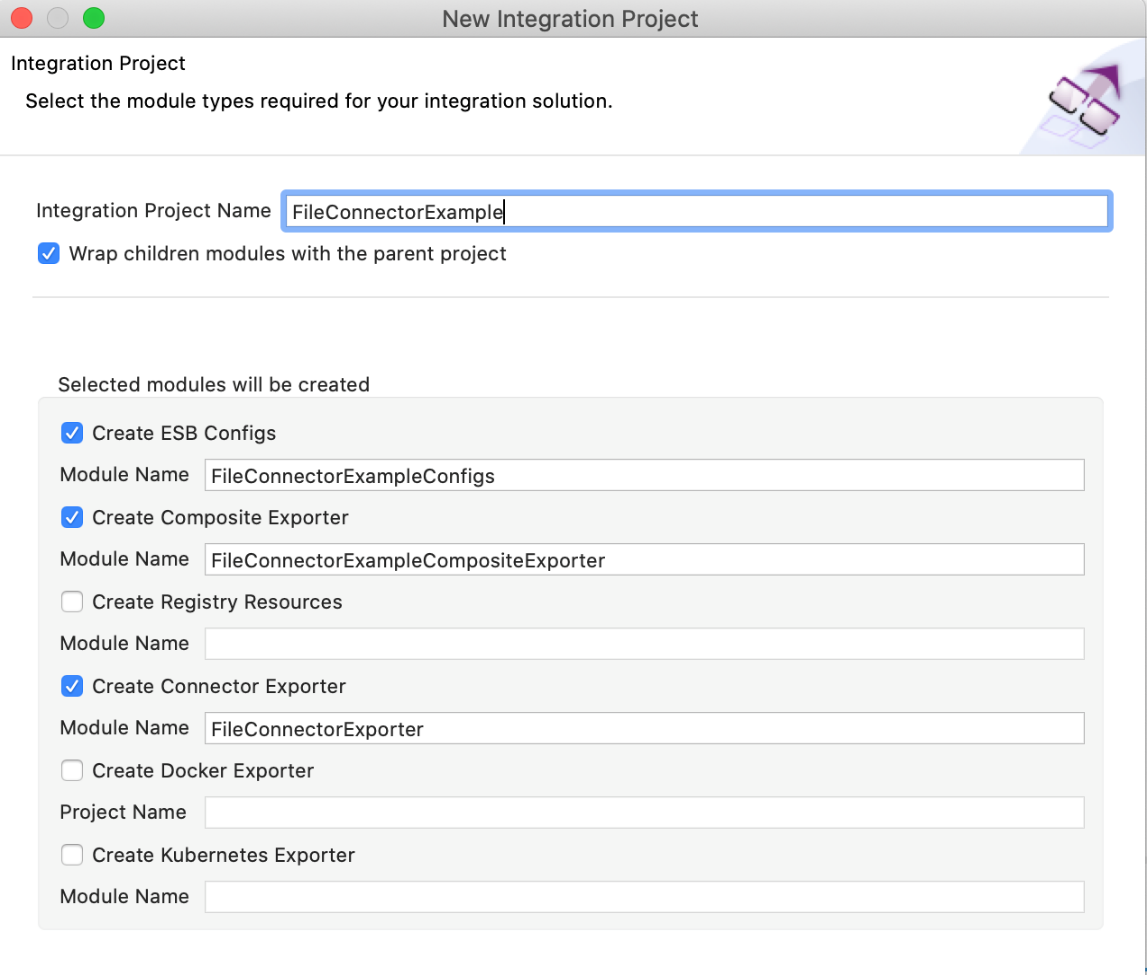 New Integration Project
Integration Project
Select the module types required for your integration solution.
Integration Project Name FileConnectorExample
Wrap children modules with the parent project
Selected modules will be created
Create ESB Configs
Module Name FileConnectorExampleConfigs
Create Composite Exporter
Module Name FileConnectorExampleCompositeExporter
Create Registry Resources
Module Name
Create Connector Exporter
Module Name FileConnectorExporter
Create Docker Exporter
Project Name
Create Kubernetes Exporter
Module Name